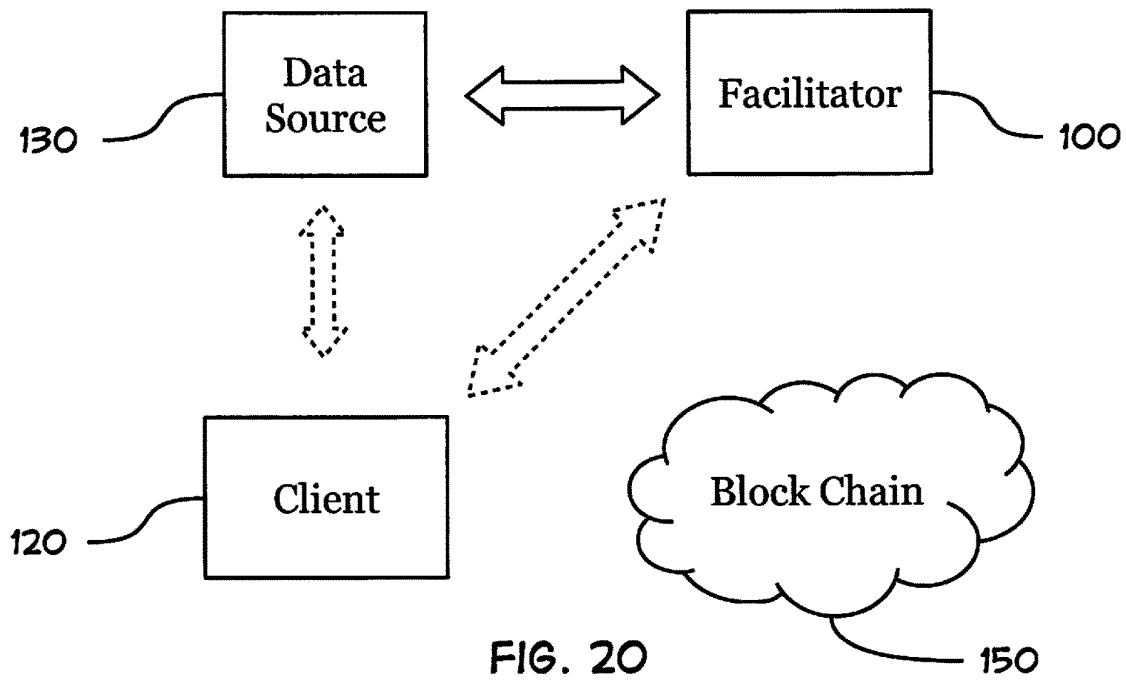 Data
Source
Facilitator
130
100
Client
Block Chain
120
FIG. 20
150